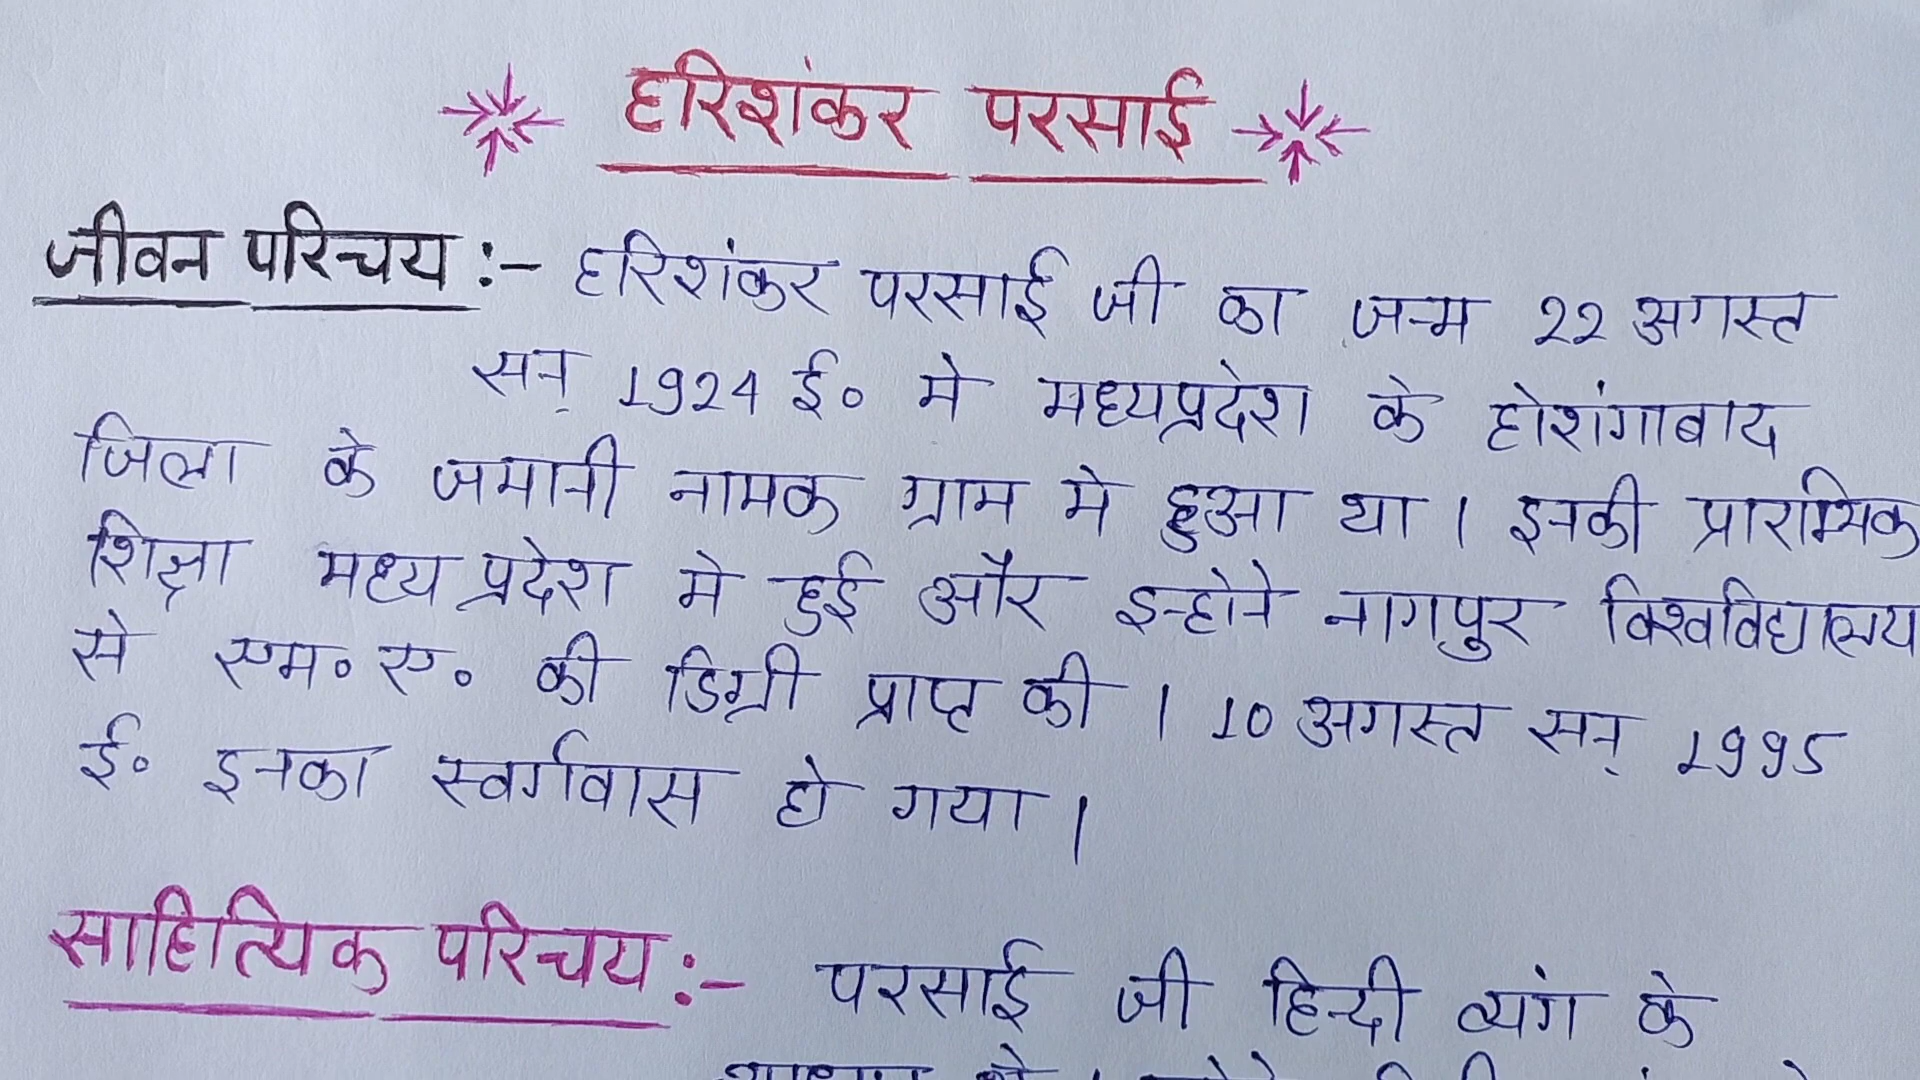 हरिशंकर परसाई
जीवन परिचय :- हरिशंकर परसाई जी का जन्म 22 अगस्त
सन् 1924 ई० मे मध्यप्रदेश के होशंगाबाद
जिला के जमानी नामक ग्राम मे हुआ था । इनकी प्रारम्भिक
शिक्षा मध्य प्रदेश मे हुई और इन्होने नागपुर विश्वविद्यालय
से एम० ए० की डिग्री प्राप्त की । 10 अगस्त सन् 1995
ई० इनका स्वर्गवास हो गया ।
साहित्यिक परिचय :- परसाई जी हिन्दी व्यंग के